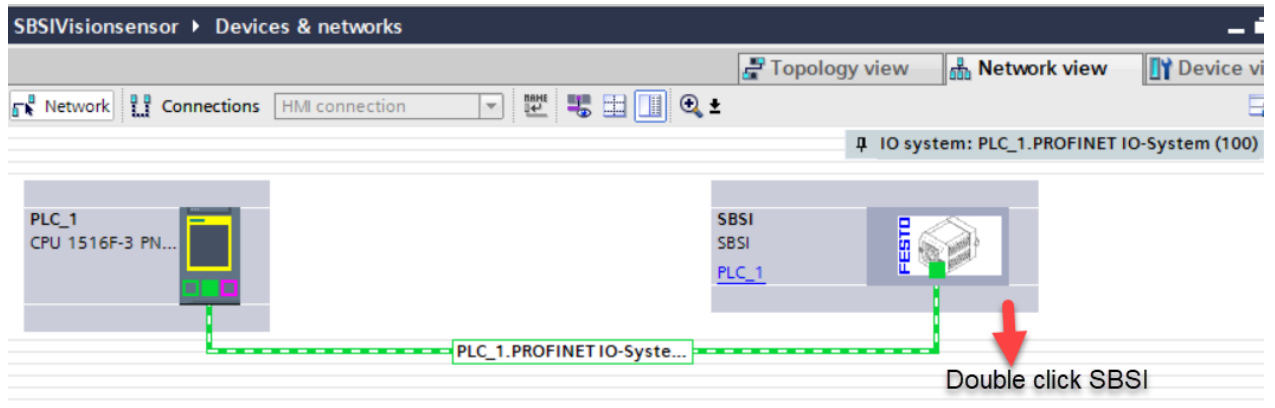 SBSIVisionsensor ▸ Devices & networks
Topology view Network view Device vi
Network Connections HMI connection
IO system: PLC_1.PROFINET IO-System (100)
PLC_1
CPU 1516F-3 PN...
SBSI
SBSI
PLC_1
FESTO
PLC_1.PROFINET IO-Syste...
Double click SBSI